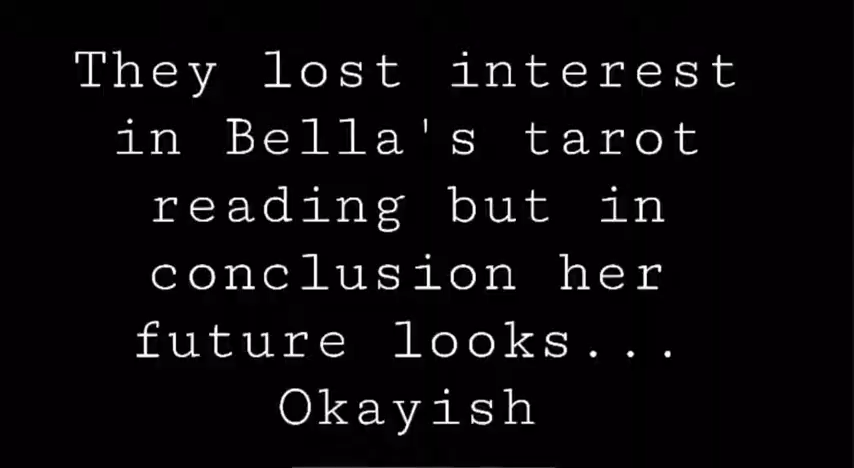 They lost interest
in Bella's tarot
reading but in
conclusion her
future looks...
Okayish